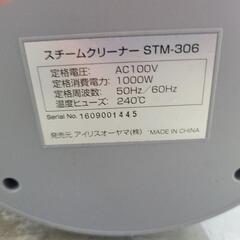 スチームクリーナー STM-306
定格電圧： AC100V
定格消費電力： 1000W
定格周波数： 50Hz／60Hz
温度ヒューズ： 240℃
Serial No. 1609001445
発売元 アイリスオーヤマ(株) *MADE IN CHINA